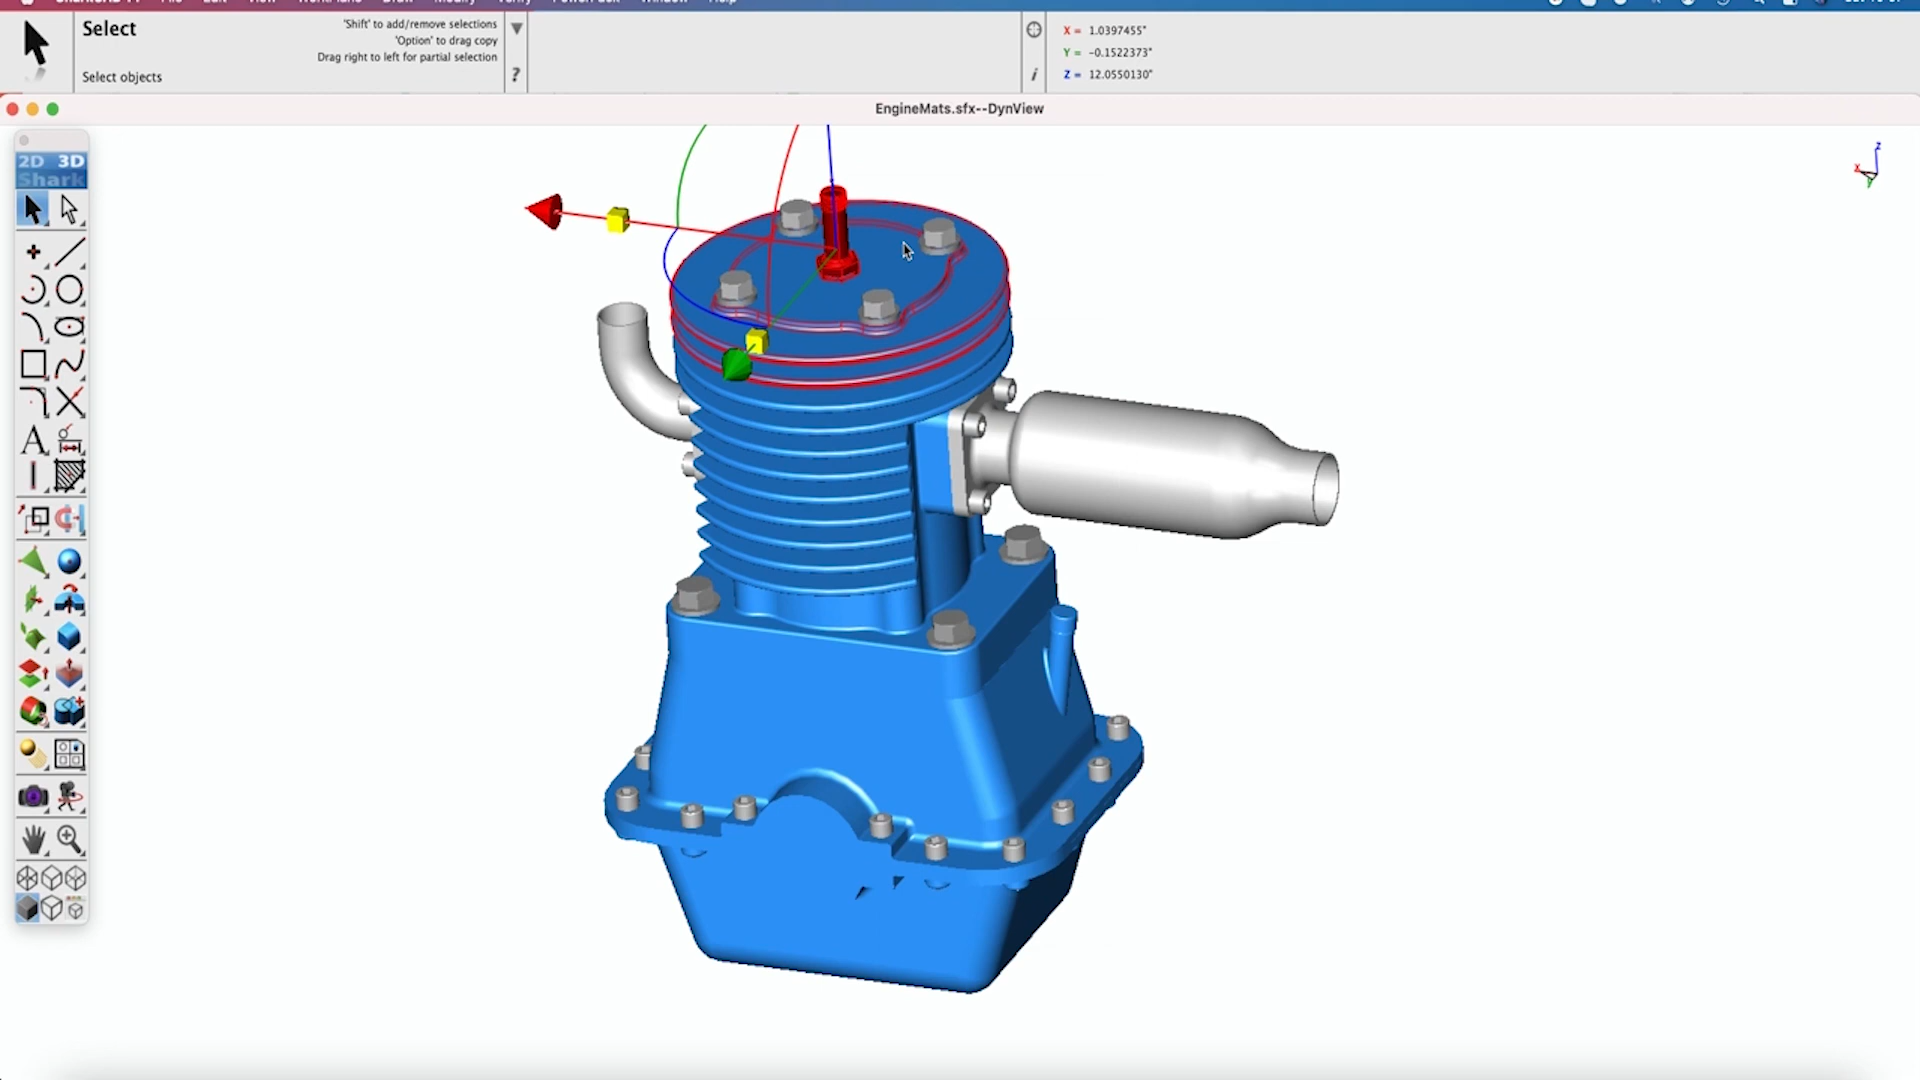 Select
'Shift' to add/remove selections
'Option' to drag copy
Drag right to left for partial selection
Select objects
?
i
X = 1.0397455"
Y = -0.1522373"
Z = 12.0550130"
EngineMats.sfx--DynView
2D 3D
Shark
A
z
x
Y